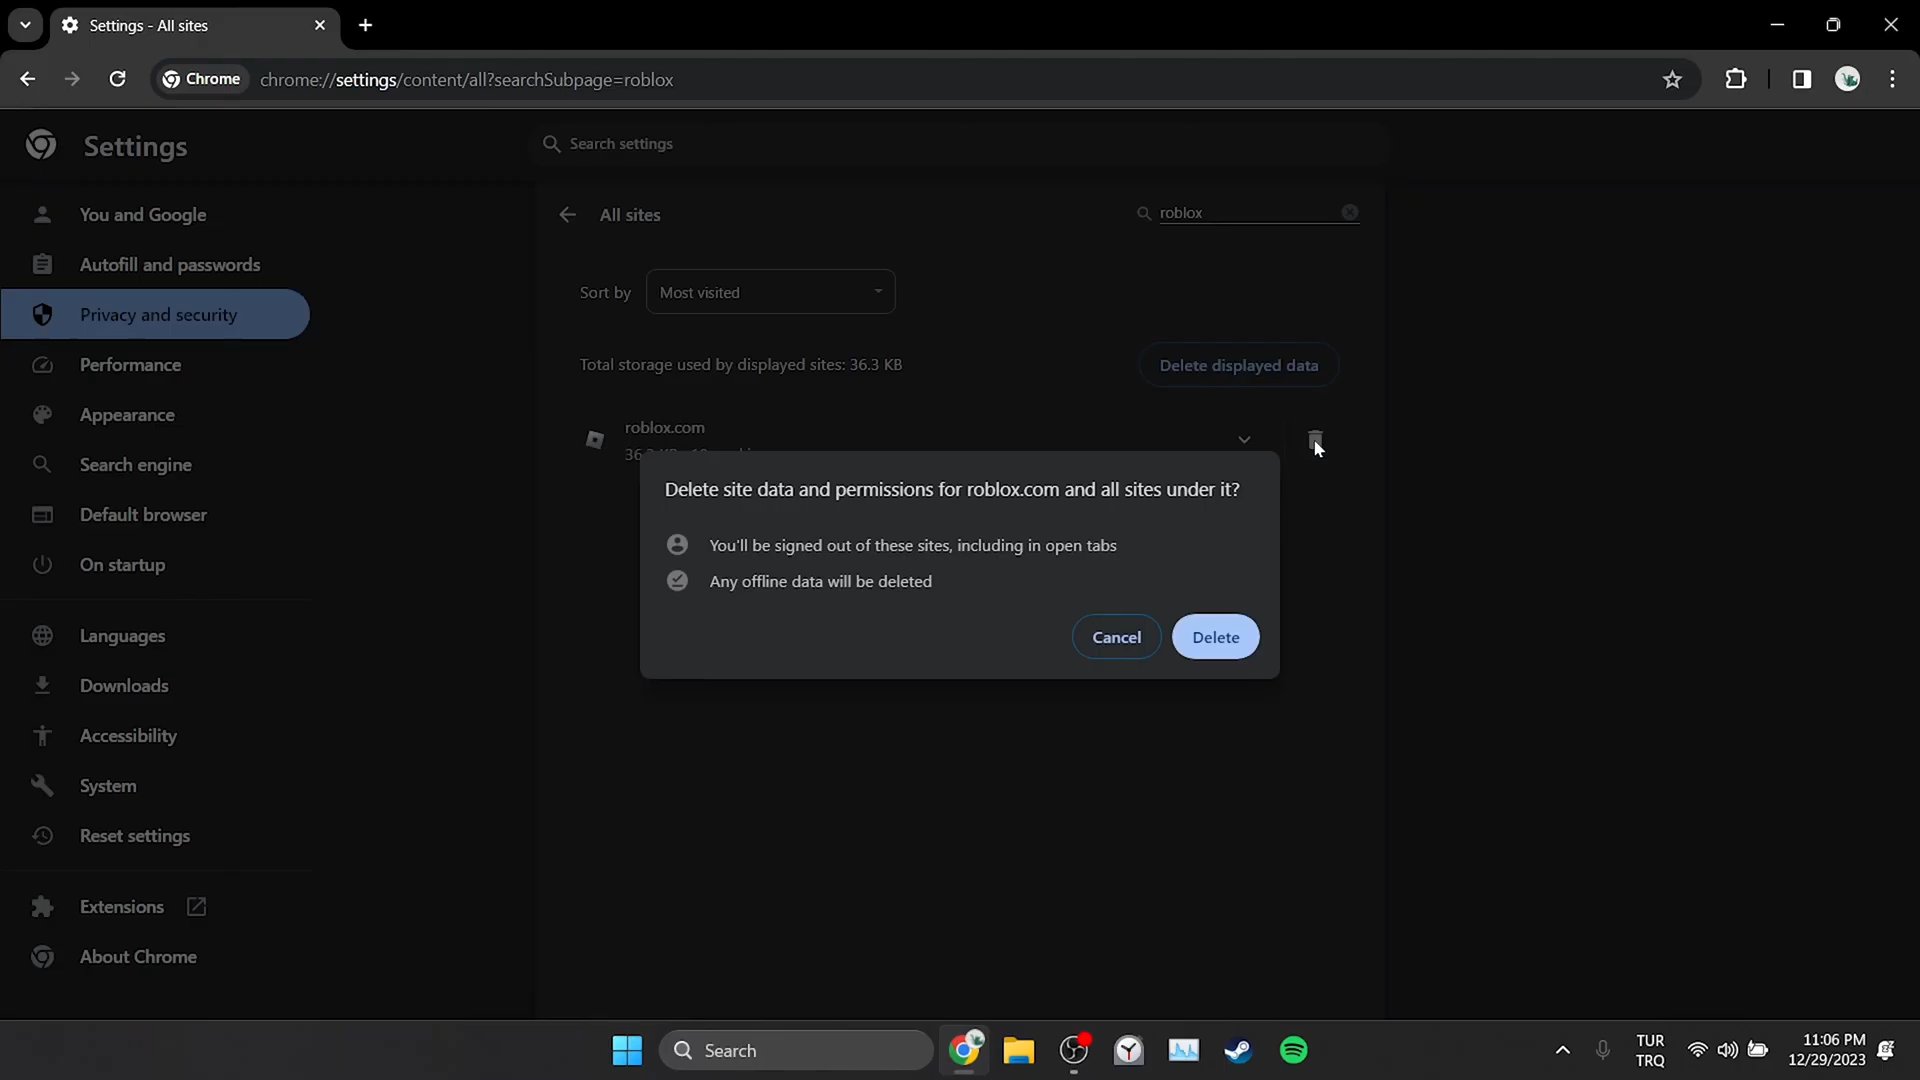 Settings - All sites
Chrome
chrome://settings/content/all?searchSubpage=roblox
Settings
Search settings
You and Google
Autofill and passwords
Privacy and security
Performance
Appearance
Search engine
Default browser
On startup
Languages
Downloads
Accessibility
System
Reset settings
Extensions
About Chrome
All sites
roblox
Sort by
Most visited
Total storage used by displayed sites: 36.3 KB
Delete displayed data
roblox.com
Delete site data and permissions for roblox.com and all sites under it?
You'll be signed out of these sites, including in open tabs
Any offline data will be deleted
Cancel
Delete
Search
TUR
TRQ
11:06 PM
12/29/2023